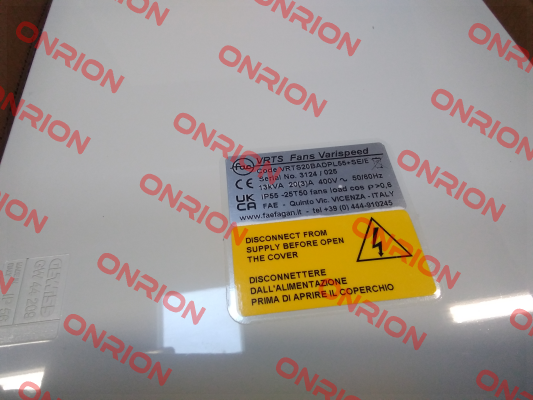 ONRION
fae
VRTS Fans Varispeed
Code VRTS20BADPL55+SE/E
Serial No. 3124 / 025
CE
13kVA 20(3)A 400V ~ 50/60Hz
UK
CA
IP55 -25T50 fans load cos φ>0,6
FAE - Quinto Vic. VICENZA - ITALY
www.faefagan.it - tel +39 (0) 444-910245
DISCONNECT FROM
SUPPLY BEFORE OPEN
THE COVER
DISCONNETTERE
DALL'ALIMENTAZIONE
PRIMA DI APRIRE IL COPERCHIO